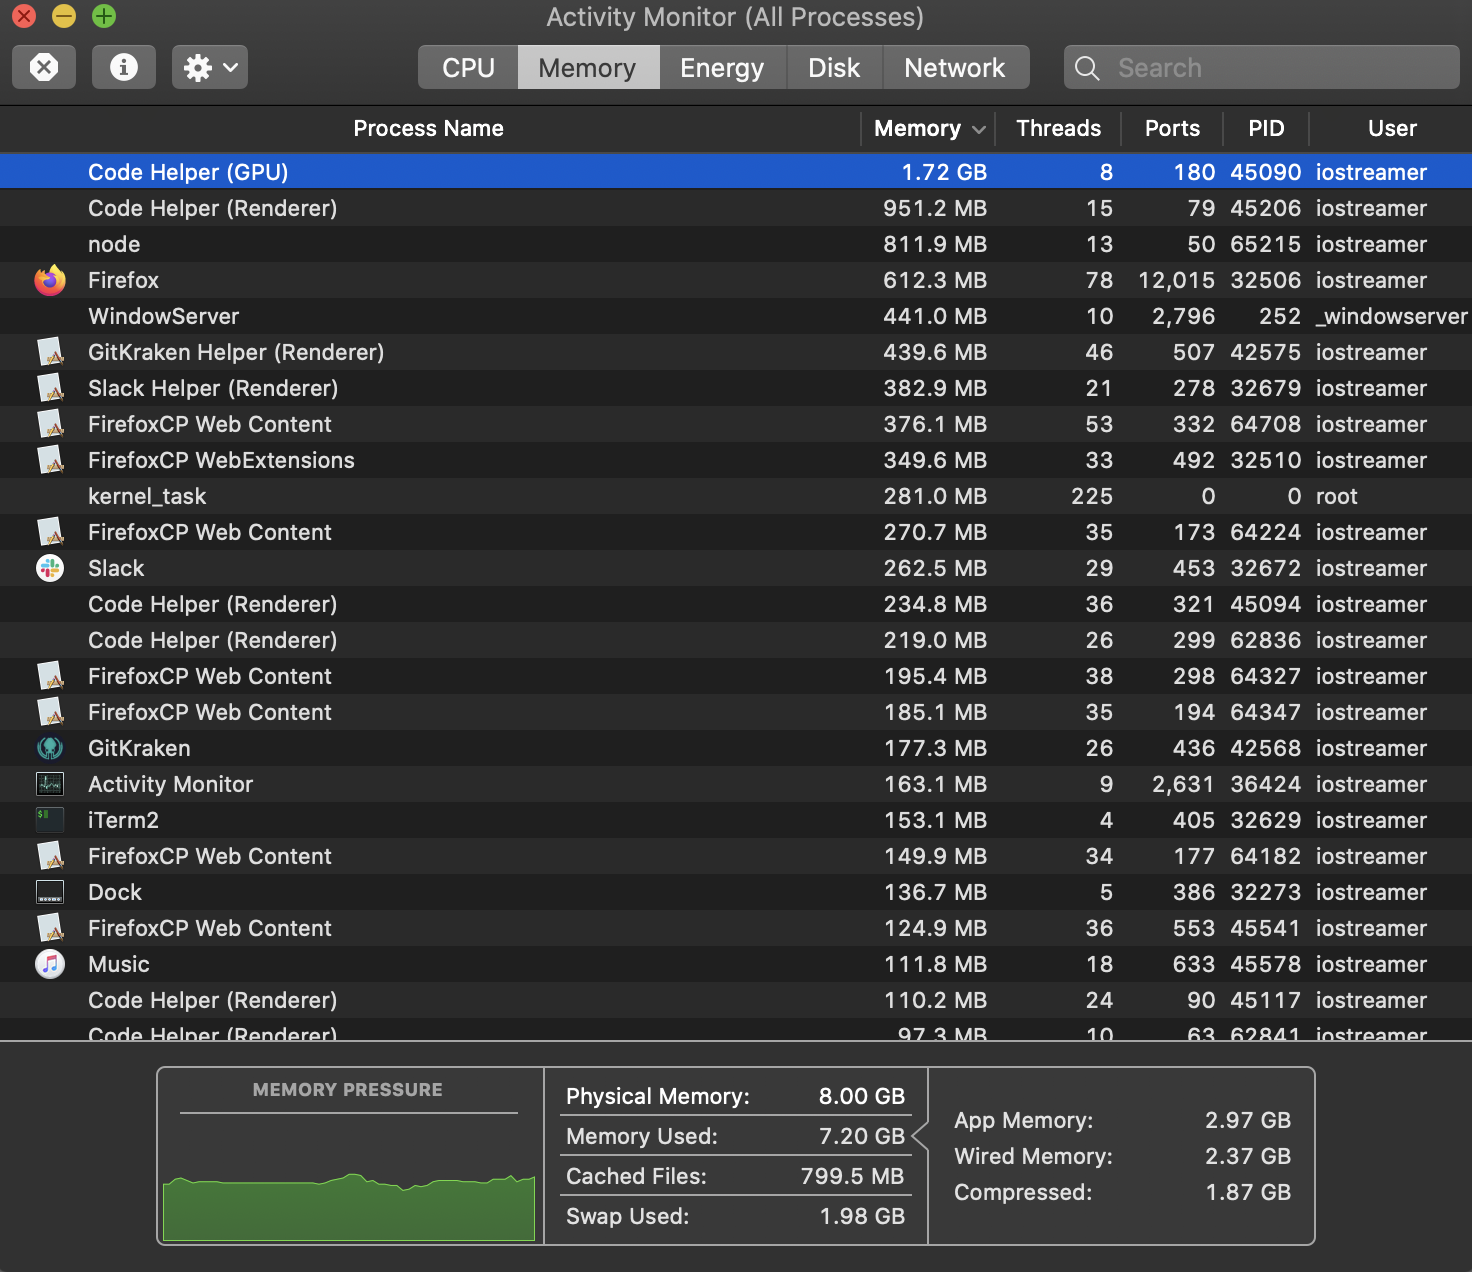 Activity Monitor (All Processes)
CPU Memory Energy Disk Network Search
Process Name Memory Threads Ports PID User
Code Helper (GPU) 1.72 GB 8 180 45090 iostreamer
Code Helper (Renderer) 951.2 MB 15 79 45206 iostreamer
node 811.9 MB 13 50 65215 iostreamer
Firefox 612.3 MB 78 12,015 32506 iostreamer
WindowServer 441.0 MB 10 2,796 252 _windowserver
GitKraken Helper (Renderer) 439.6 MB 46 507 42575 iostreamer
Slack Helper (Renderer) 382.9 MB 21 278 32679 iostreamer
FirefoxCP Web Content 376.1 MB 53 332 64708 iostreamer
FirefoxCP WebExtensions 349.6 MB 33 492 32510 iostreamer
kernel_task 281.0 MB 225 0 0 root
FirefoxCP Web Content 270.7 MB 35 173 64224 iostreamer
Slack 262.5 MB 29 453 32672 iostreamer
Code Helper (Renderer) 234.8 MB 36 321 45094 iostreamer
Code Helper (Renderer) 219.0 MB 26 299 62836 iostreamer
FirefoxCP Web Content 195.4 MB 38 298 64327 iostreamer
FirefoxCP Web Content 185.1 MB 35 194 64347 iostreamer
GitKraken 177.3 MB 26 436 42568 iostreamer
Activity Monitor 163.1 MB 9 2,631 36424 iostreamer
iTerm2 153.1 MB 4 405 32629 iostreamer
FirefoxCP Web Content 149.9 MB 34 177 64182 iostreamer
Dock 136.7 MB 5 386 32273 iostreamer
FirefoxCP Web Content 124.9 MB 36 553 45541 iostreamer
Music 111.8 MB 18 633 45578 iostreamer
Code Helper (Renderer) 110.2 MB 24 90 45117 iostreamer
Code Helper (Renderer) 97.3 MB 10 63 62841 iostreamer
MEMORY PRESSURE
Physical Memory: 8.00 GB
Memory Used: 7.20 GB
Cached Files: 799.5 MB
Swap Used: 1.98 GB
App Memory: 2.97 GB
Wired Memory: 2.37 GB
Compressed: 1.87 GB